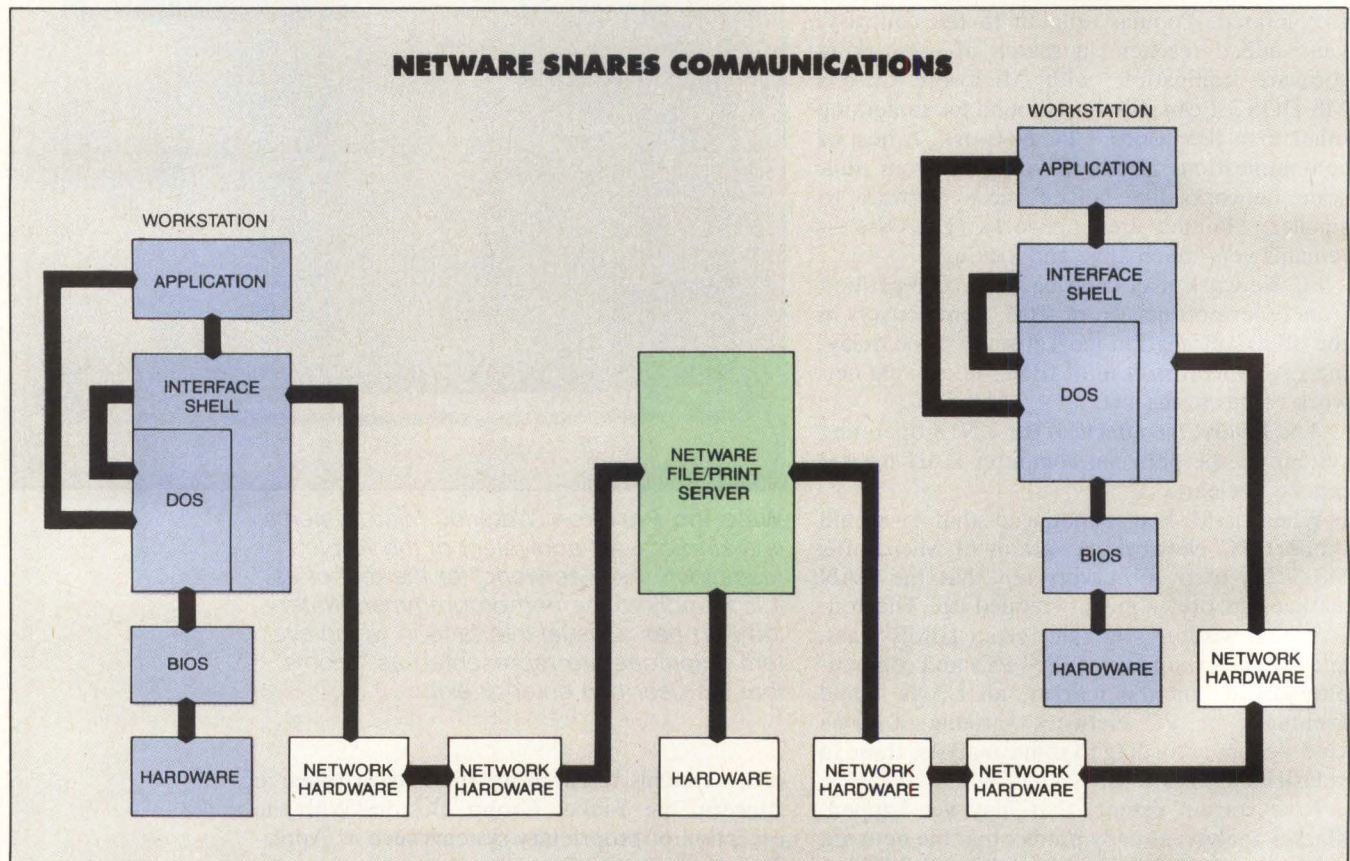 NETWARE SNARES COMMUNICATIONS
WORKSTATION
APPLICATION
INTERFACE
SHELL
DOS
BIOS
HARDWARE
NETWORK
HARDWARE
NETWORK
HARDWARE
NETWARE
FILE/PRINT
SERVER
HARDWARE
NETWORK
HARDWARE
NETWORK
HARDWARE
WORKSTATION
APPLICATION
INTERFACE
SHELL
DOS
BIOS
HARDWARE
NETWORK
HARDWARE